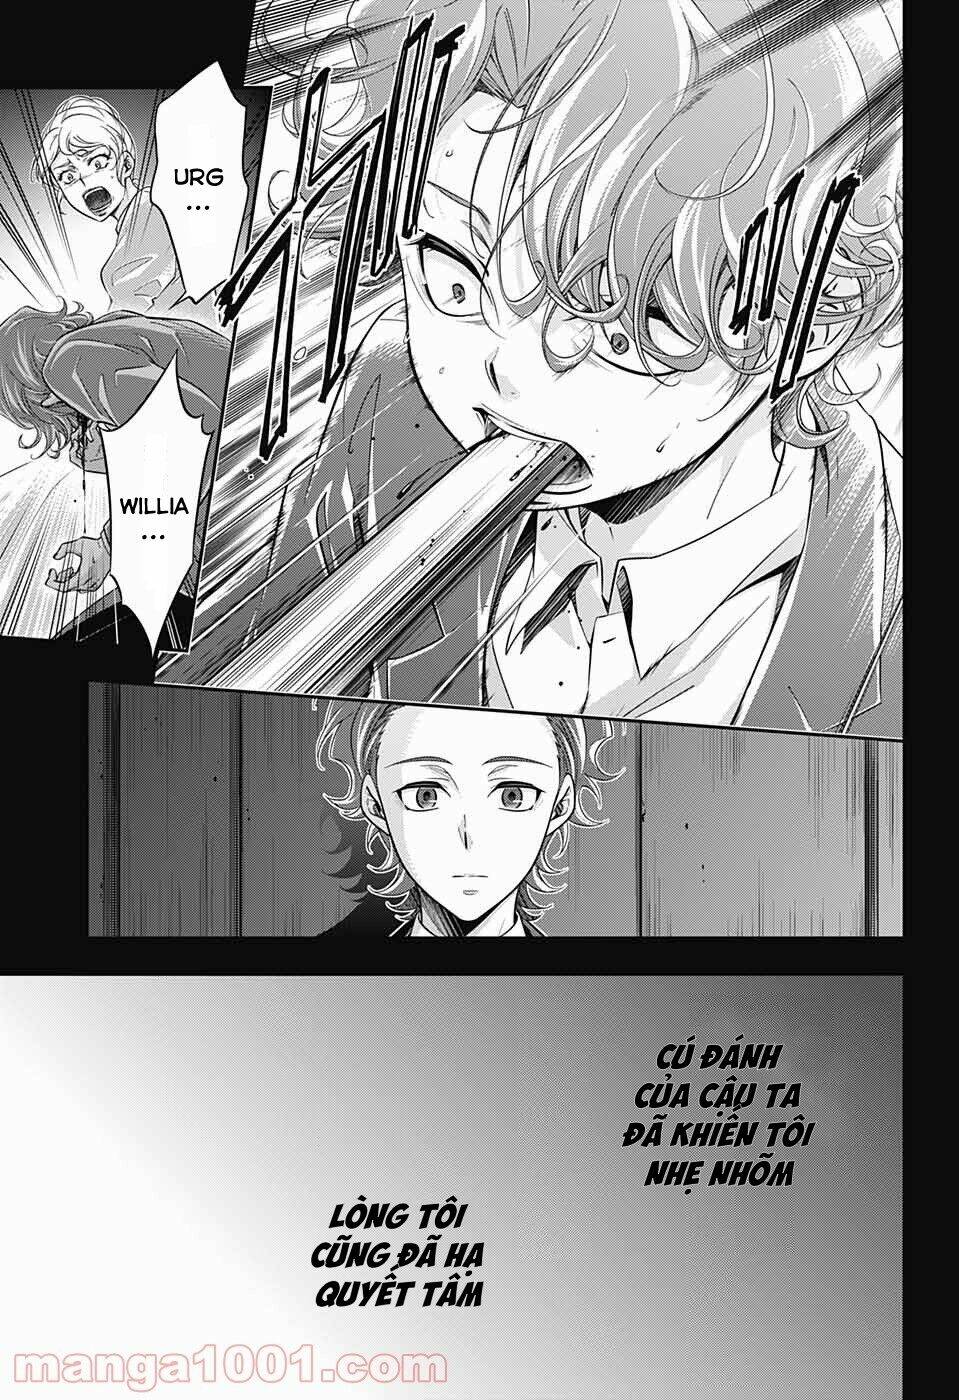 URG
...
WILLIA
...
CÚ ĐÁNH
CỦA CẬU TA
ĐÃ KHIẾN TÔI
NHẸ NHÕM
LÒNG TÔI
CŨNG ĐÃ HẠ
QUYẾT TÂM
manga1001.com